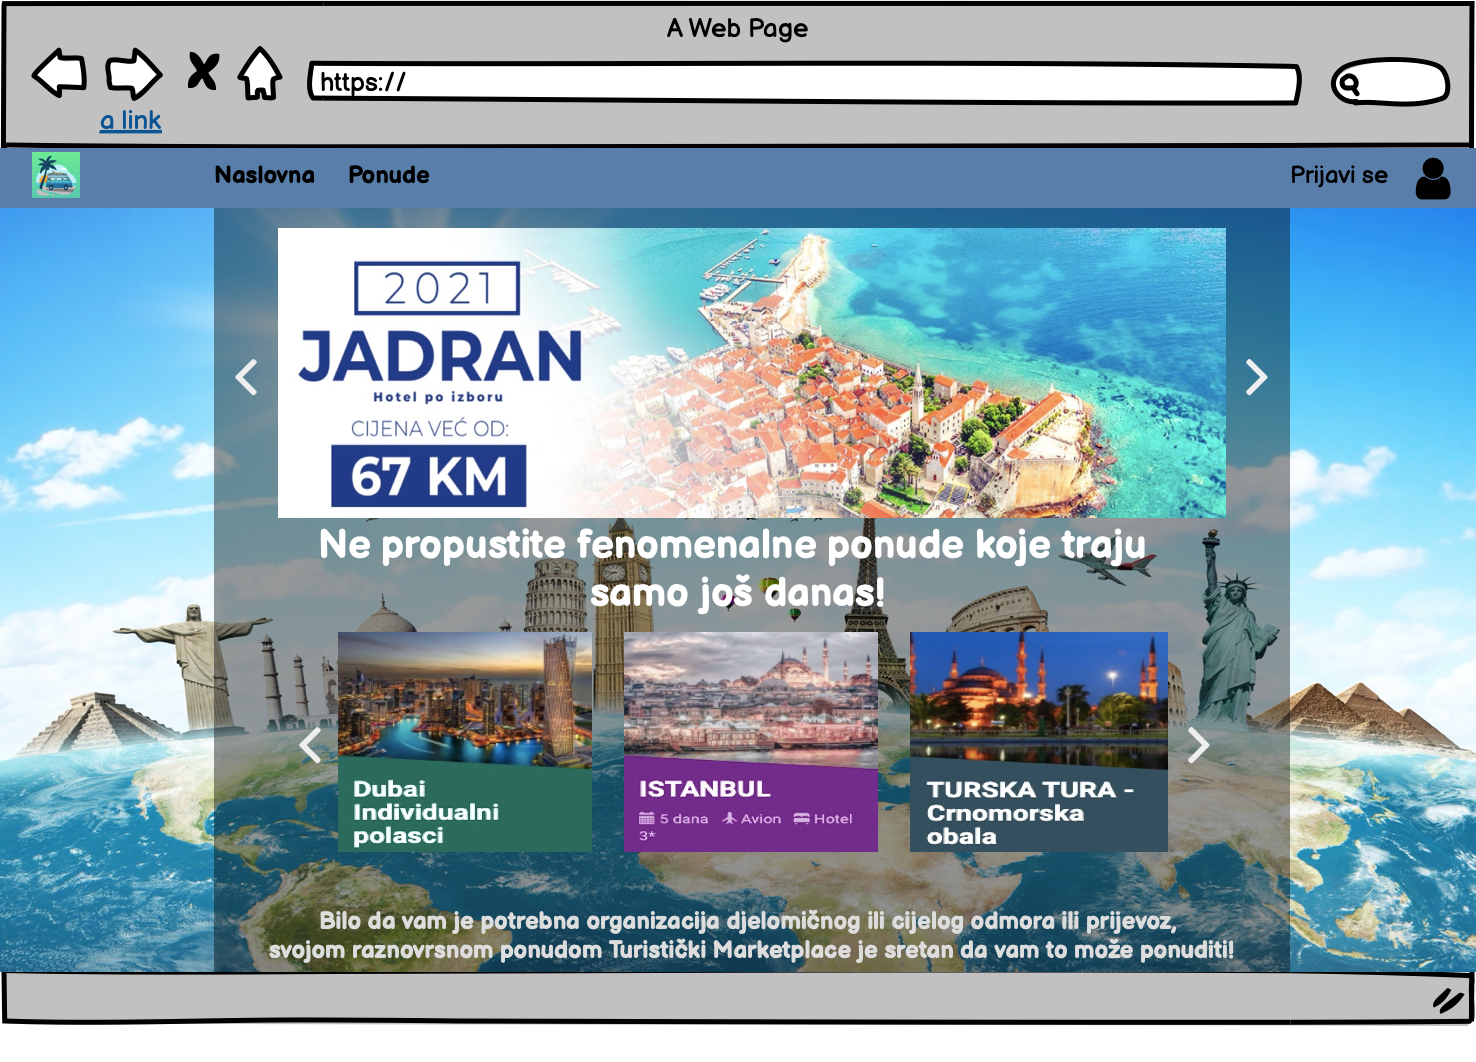 A Web Page
https://
a link
Naslovna Ponude Prijavi se
2021
JADRAN
Hotel po izboru
CIJENA VEĆ OD:
67 KM
Ne propustite fenomenalne ponude koje traju
samo još danas!
Dubai
Individualni
polasci
ISTANBUL
5 dana Avion Hotel
3*
TURSKA TURA -
Crnomorska
obala
Bilo da vam je potrebna organizacija djelomičnog ili cijelog odmora ili prijevoz,
svojom raznovrsnom ponudom Turistički Marketplace je sretan da vam to može ponuditi!